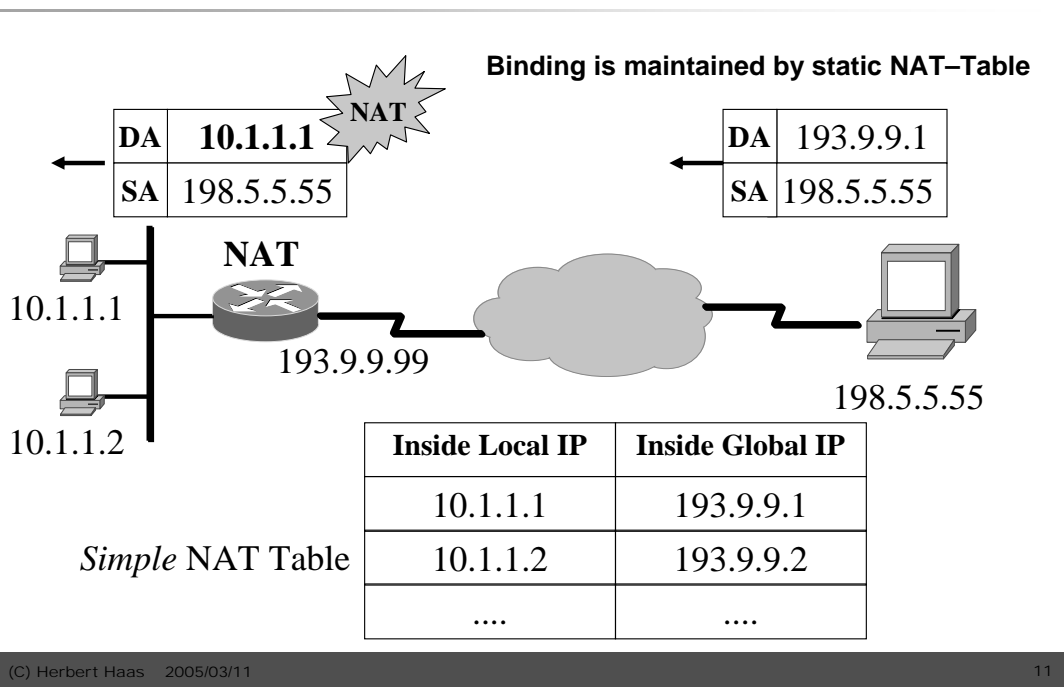 Binding is maintained by static NAT–Table
NAT
DA 10.1.1.1
SA 198.5.5.55
DA 193.9.9.1
SA 198.5.5.55
NAT
10.1.1.1
193.9.9.99
198.5.5.55
10.1.1.2
Inside Local IP Inside Global IP
10.1.1.1 193.9.9.1
Simple NAT Table
10.1.1.2 193.9.9.2
.... ....
(C) Herbert Haas 2005/03/11 11